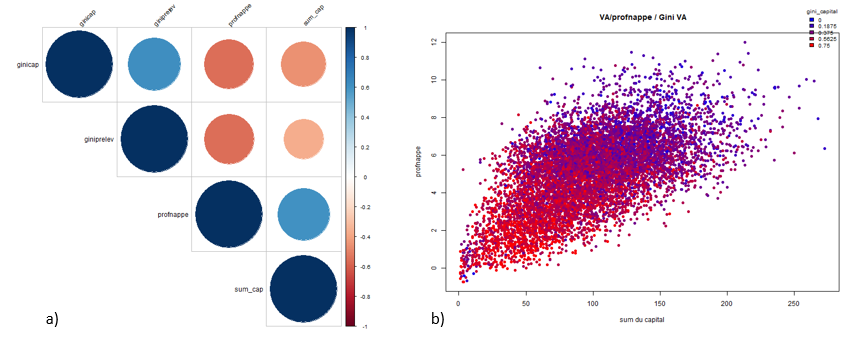 ginicap
giniprelev
profnappe
sum_cap
ginicap
giniprelev
profnappe
sum_cap
1
0.8
0.6
0.4
0.2
0
-0.2
-0.4
-0.6
-0.8
-1
a)
VA/profnappe / Gini VA
gini_capital
0
0.1875
0.375
0.5625
0.75
profnappe
12
10
8
6
4
2
0
0
50
100
150
200
250
sum du capital
b)